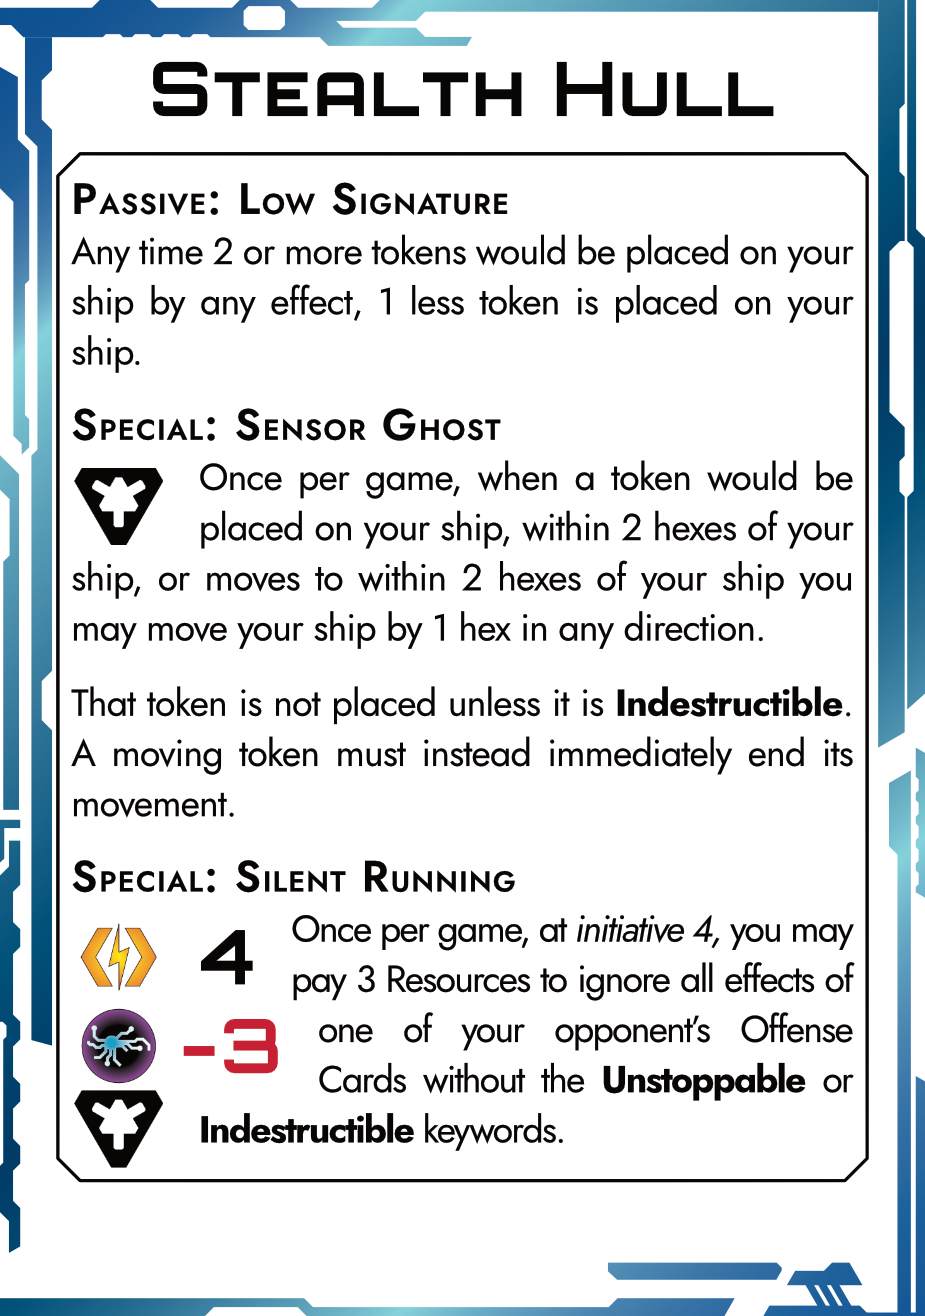 Stealth Hull
Passive: Low Signature
Any time 2 or more tokens would be placed on your
ship by any effect, 1 less token is placed on your
ship.
Special: Sensor Ghost
Once per game, when a token would be
placed on your ship, within 2 hexes of your
ship, or moves to within 2 hexes of your ship you
may move your ship by 1 hex in any direction.
That token is not placed unless it is Indestructible.
A moving token must instead immediately end its
movement.
Special: Silent Running
4
Once per game, at initiative 4, you may
pay 3 Resources to ignore all effects of
-3
one of your opponent's Offense
Cards without the Unstoppable or
Indestructible keywords.